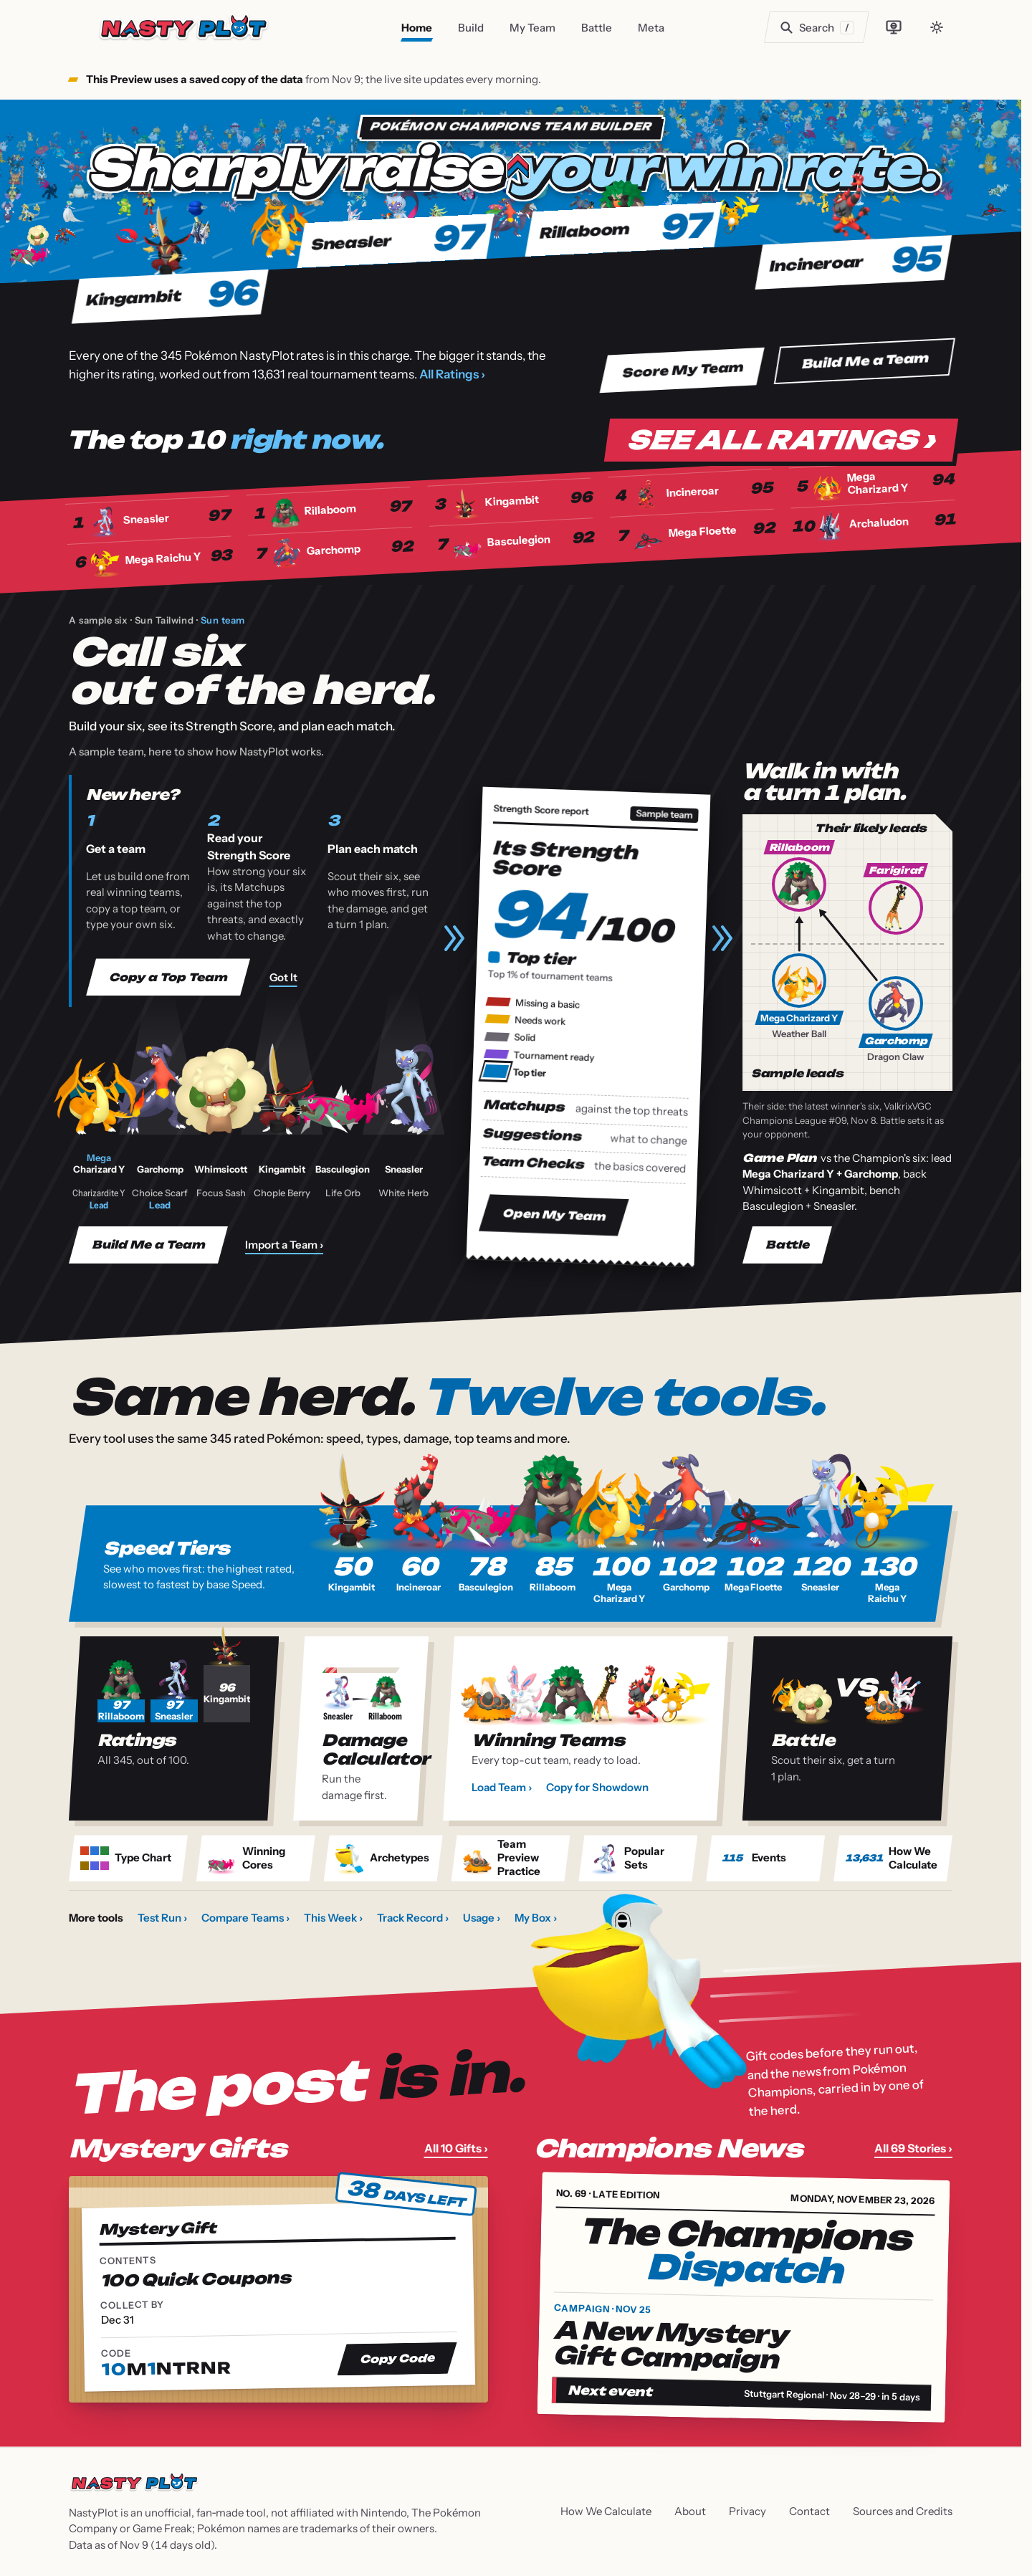 NASTY PLOT
Home
Build
My Team
Battle
Meta
Search /
This Preview uses a saved copy of the data from Nov 9; the live site updates every morning.
POKÉMON CHAMPIONS TEAM BUILDER
Sharply raise your win rate.
Sneasler 97
Rillaboom 97
Incineroar 95
Kingambit 96
Every one of the 345 Pokémon NastyPlot rates is in this charge. The bigger it stands, the
higher its rating, worked out from 13,631 real tournament teams. All Ratings ›
Score My Team
Build Me a Team
The top 10 right now.
SEE ALL RATINGS ›
1 Sneasler 97
1 Rillaboom 97
3 Kingambit 96
4 Incineroar 95
5 Mega Charizard Y 94
6 Mega Raichu Y 93
7 Garchomp 92
7 Basculegion 92
7 Mega Floette 92
10 Archaludon 91
A sample six · Sun Tailwind · Sun team
Call six
out of the herd.
Build your six, see its Strength Score, and plan each match.
A sample team, here to show how NastyPlot works.
New here?
1
Get a team
Let us build one from
real winning teams,
copy a top team, or
type your own six.
2
Read your
Strength Score
How strong your six
is, its Matchups
against the top
threats, and exactly
what to change.
3
Plan each match
Scout their six, see
who moves first, run
the damage, and get
a turn 1 plan.
Copy a Top Team
Got It
Mega
Charizard Y
Charizardite Y
Lead
Garchomp
Choice Scarf
Lead
Whimsicott
Focus Sash
Kingambit
Chople Berry
Basculegion
Life Orb
Sneasler
White Herb
Build Me a Team
Import a Team ›
Strength Score report
Sample team
Its Strength
Score
94/100
Top tier
Top 1% of tournament teams
Missing a basic
Needs work
Solid
Tournament ready
Top tier
Matchups against the top threats
Suggestions what to change
Team Checks the basics covered
Open My Team
Walk in with
a turn 1 plan.
Their likely leads
Rillaboom
Farigiraf
Mega Charizard Y
Weather Ball
Garchomp
Dragon Claw
Sample leads
Their side: the latest winner's six, ValkrixVGC
Champions League #09, Nov 8. Battle sets it as
your opponent.
Game Plan vs the Champion's six: lead
Mega Charizard Y + Garchomp, back
Whimsicott + Kingambit, bench
Basculegion + Sneasler.
Battle
Same herd. Twelve tools.
Every tool uses the same 345 rated Pokémon: speed, types, damage, top teams and more.
Speed Tiers
See who moves first: the highest rated,
slowest to fastest by base Speed.
50
Kingambit
60
Incineroar
78
Basculegion
85
Rillaboom
100
Mega
Charizard Y
102
Garchomp
102
Mega Floette
120
Sneasler
130
Mega
Raichu Y
97
Rillaboom
97
Sneasler
96
Kingambit
Ratings
All 345, out of 100.
Sneasler
Rillaboom
Damage
Calculator
Run the
damage first.
Winning Teams
Every top-cut team, ready to load.
Load Team ›
Copy for Showdown
VS
Battle
Scout their six, get a turn
1 plan.
Type Chart
Winning
Cores
Archetypes
Team
Preview
Practice
Popular
Sets
115 Events
13,631 How We
Calculate
More tools
Test Run ›
Compare Teams ›
This Week ›
Track Record ›
Usage ›
My Box ›
The post is in.
Gift codes before they run out,
and the news from Pokémon
Champions, carried in by one of
the herd.
Mystery Gifts
All 10 Gifts ›
38 DAYS LEFT
Mystery Gift
CONTENTS
100 Quick Coupons
COLLECT BY
Dec 31
CODE
10M1NTRNR
Copy Code
Champions News
All 69 Stories ›
NO. 69 · LATE EDITION
MONDAY, NOVEMBER 23, 2026
The Champions
Dispatch
CAMPAIGN · NOV 25
A New Mystery
Gift Campaign
Next event
Stuttgart Regional · Nov 28–29 · in 5 days
NASTY PLOT
NastyPlot is an unofficial, fan-made tool, not affiliated with Nintendo, The Pokémon
Company or Game Freak; Pokémon names are trademarks of their owners.
Data as of Nov 9 (14 days old).
How We Calculate
About
Privacy
Contact
Sources and Credits